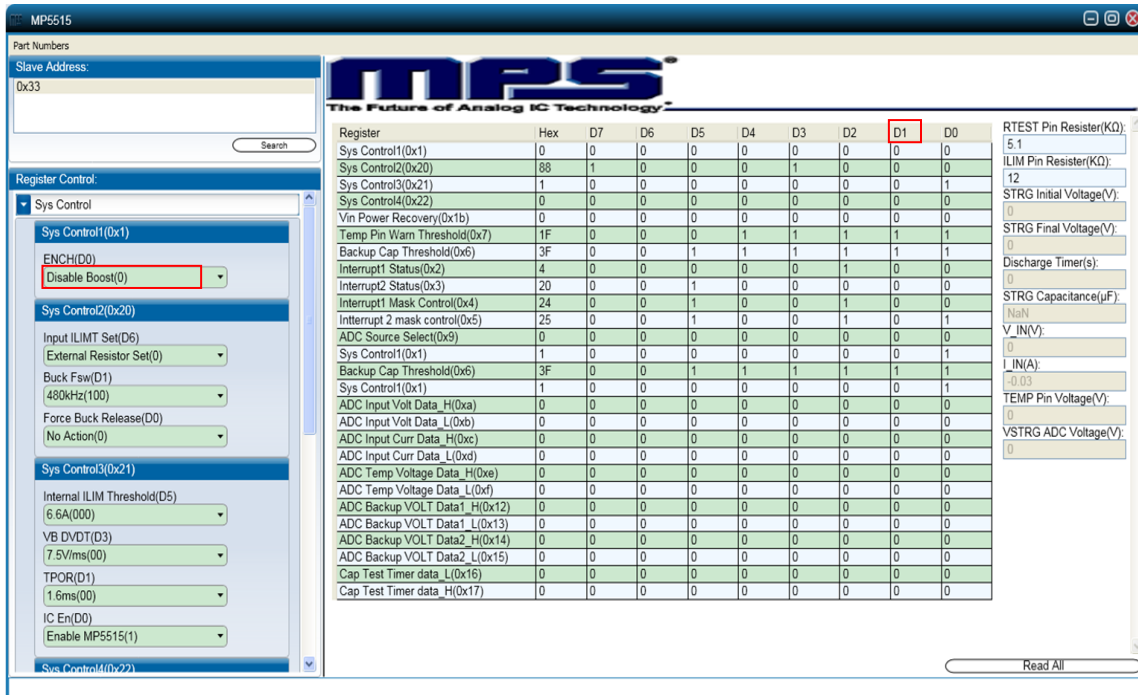 MP5515
Part Numbers
Slave Address:
0x33
Search
Register Control:
Sys Control
Sys Control1(0x1)
ENCH(D0)
Disable Boost(0)
Sys Control2(0x20)
Input ILIMT Set(D6)
External Resistor Set(0)
Buck Fsw(D1)
480kHz(100)
Force Buck Release(D0)
No Action(0)
Sys Control3(0x21)
Internal ILIM Threshold(D5)
6.6A(000)
VB DVDT(D3)
7.5V/ms(00)
TPOR(D1)
1.6ms(00)
IC En(D0)
Enable MP5515(1)
Sys Control4(0x22)
MPS®
The Future of Analog IC Technology
Register Hex D7 D6 D5 D4 D3 D2 D1 D0
Sys Control1(0x1) 0 0 0 0 0 0 0 0 0
Sys Control2(0x20) 88 1 0 0 0 1 0 0 0
Sys Control3(0x21) 1 0 0 0 0 0 0 0 1
Sys Control4(0x22) 0 0 0 0 0 0 0 0 0
Vin Power Recovery(0x1b) 0 0 0 0 0 0 0 0 0
Temp Pin Warn Threshold(0x7) 1F 0 0 0 1 1 1 1 1
Backup Cap Threshold(0x6) 3F 0 0 1 1 1 1 1 1
Interrupt1 Status(0x2) 4 0 0 0 0 0 1 0 0
Interrupt2 Status(0x3) 20 0 0 1 0 0 0 0 0
Interrupt1 Mask Control(0x4) 24 0 0 1 0 0 1 0 0
Intterrupt 2 mask control(0x5) 25 0 0 1 0 0 1 0 1
ADC Source Select(0x9) 0 0 0 0 0 0 0 0 0
Sys Control1(0x1) 1 0 0 0 0 0 0 0 1
Backup Cap Threshold(0x6) 3F 0 0 1 1 1 1 1 1
Sys Control1(0x1) 1 0 0 0 0 0 0 0 1
ADC Input Volt Data_H(0xa) 0 0 0 0 0 0 0 0 0
ADC Input Volt Data_L(0xb) 0 0 0 0 0 0 0 0 0
ADC Input Curr Data_H(0xc) 0 0 0 0 0 0 0 0 0
ADC Input Curr Data_L(0xd) 0 0 0 0 0 0 0 0 0
ADC Temp Voltage Data_H(0xe) 0 0 0 0 0 0 0 0 0
ADC Temp Voltage Data_L(0xf) 0 0 0 0 0 0 0 0 0
ADC Backup VOLT Data1_H(0x12) 0 0 0 0 0 0 0 0 0
ADC Backup VOLT Data1_L(0x13) 0 0 0 0 0 0 0 0 0
ADC Backup VOLT Data2_H(0x14) 0 0 0 0 0 0 0 0 0
ADC Backup VOLT Data2_L(0x15) 0 0 0 0 0 0 0 0 0
Cap Test Timer data_L(0x16) 0 0 0 0 0 0 0 0 0
Cap Test Timer data_H(0x17) 0 0 0 0 0 0 0 0 0
RTEST Pin Resister(KΩ):
5.1
ILIM Pin Resister(KΩ):
12
STRG Initial Voltage(V):
0
STRG Final Voltage(V):
0
Discharge Timer(s):
0
STRG Capacitance(µF):
NaN
V_IN(V):
0
I_IN(A):
-0.03
TEMP Pin Voltage(V):
0
VSTRG ADC Voltage(V):
0
Read All